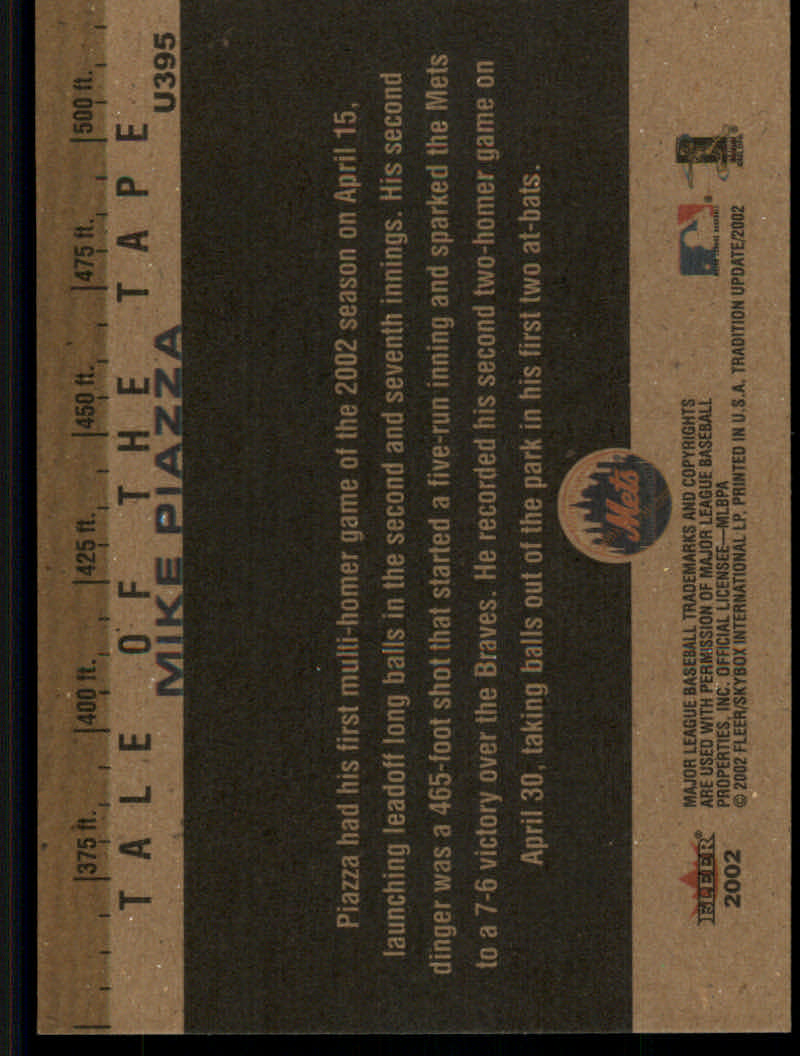 375 ft. 400 ft. 425 ft. 450 ft. 475 ft. 500 ft.
TALE OF THE TAPE
MIKE PIAZZA U395
Piazza had his first multi-homer game of the 2002 season on April 15,
launching leadoff long balls in the second and seventh innings. His second
dinger was a 465-foot shot that started a five-run inning and sparked the Mets
to a 7-6 victory over the Braves. He recorded his second two-homer game on
April 30, taking balls out of the park in his first two at-bats.
Mets
FLEER®
2002
MAJOR LEAGUE BASEBALL TRADEMARKS AND COPYRIGHTS
ARE USED WITH PERMISSION OF MAJOR LEAGUE BASEBALL
PROPERTIES, INC. OFFICIAL LICENSEE—MLBPA
© 2002 FLEER/SKYBOX INTERNATIONAL LP. PRINTED IN U.S.A. TRADITION UPDATE/2002